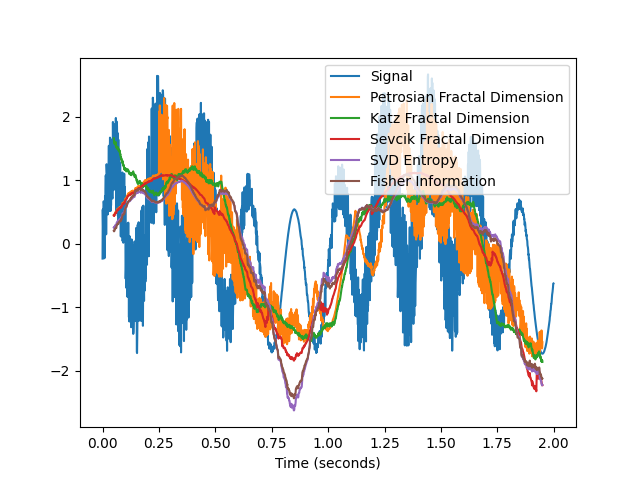 Signal
Petrosian Fractal Dimension
Katz Fractal Dimension
Sevcik Fractal Dimension
SVD Entropy
Fisher Information
2
1
0
−1
−2
0.00 0.25 0.50 0.75 1.00 1.25 1.50 1.75 2.00
Time (seconds)